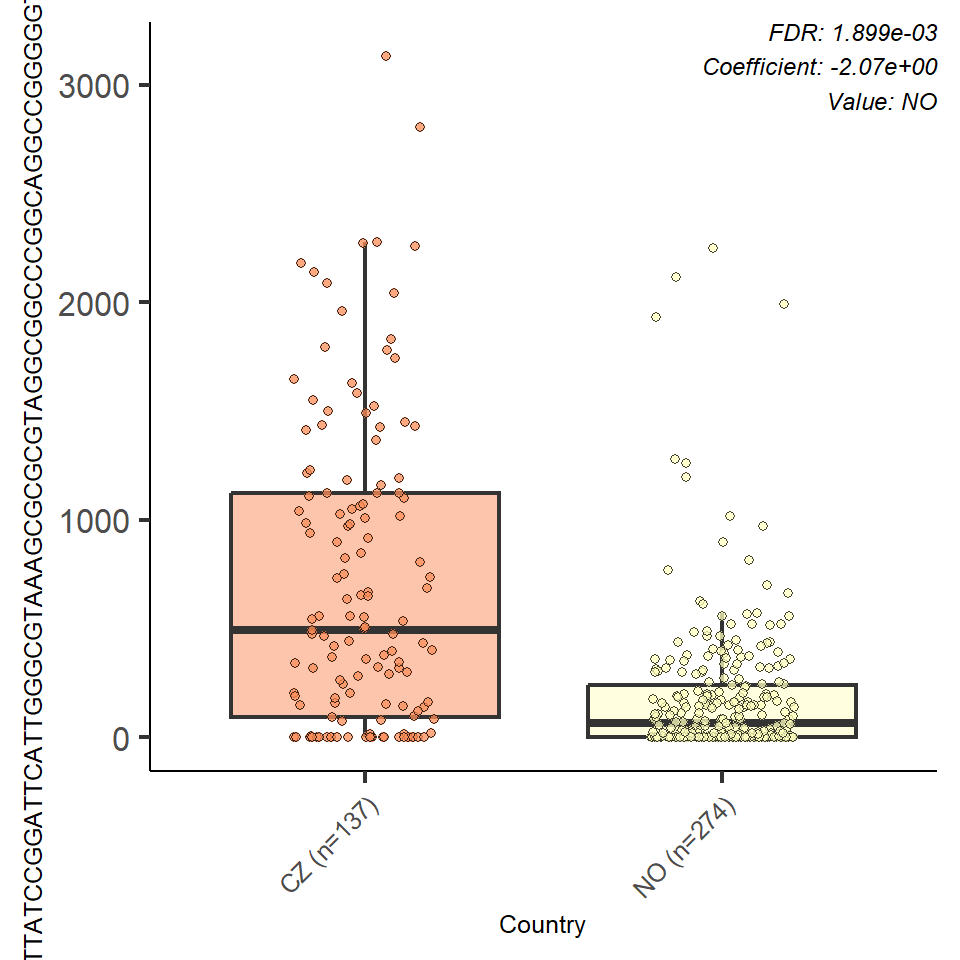 FDR: 1.899e-03
Coefficient: -2.07e+00
Value: NO
3000
2000
1000
0
TTATCCGGATTCATTGGGCGTAAAGCGCGCGTAGGCGGCCCGGCAGGCCGGGGGT
CZ (n=137)
NO (n=274)
Country